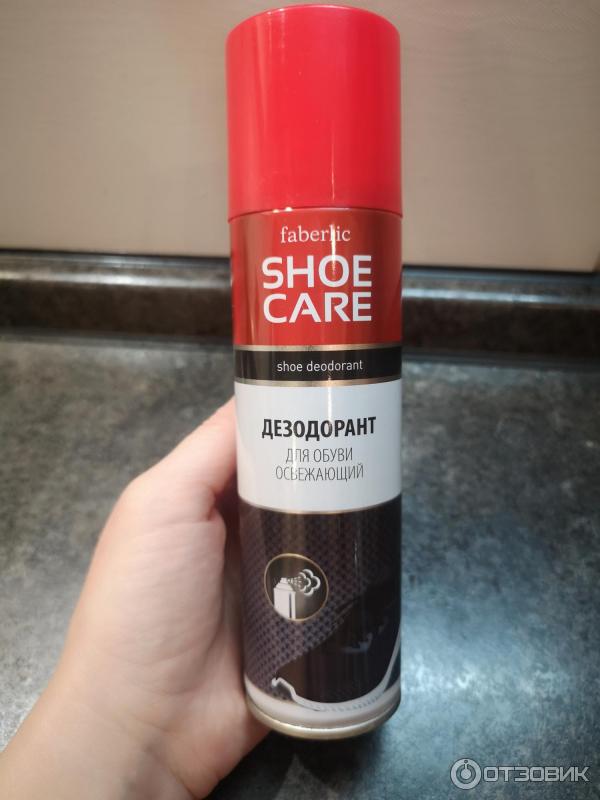 faberlic
SHOE
CARE
shoe deodorant
ДЕЗОДОРАНТ
ДЛЯ ОБУВИ
ОСВЕЖАЮЩИЙ
ОТЗОВИК